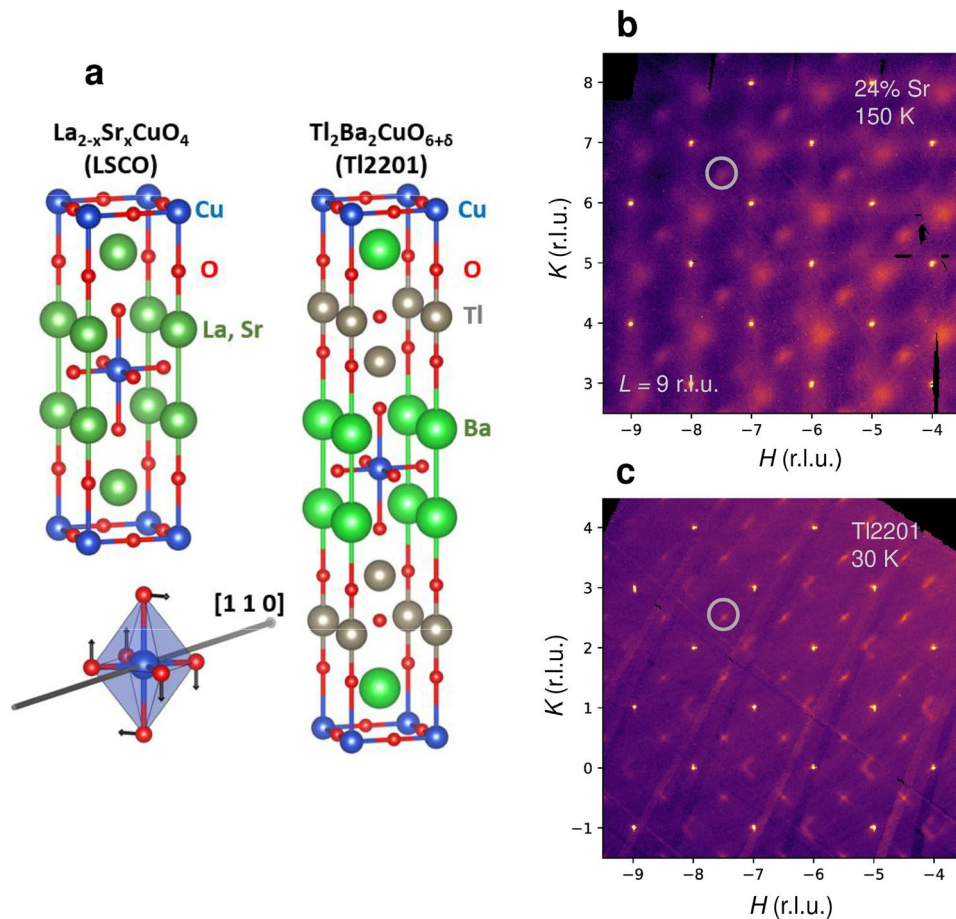 a
La2-xSrxCuO4
(LSCO)
Tl2Ba2CuO6+δ
(Tl2201)
Cu
O
La, Sr
Cu
O
Tl
Ba
[1 1 0]
b
24% Sr
150 K
L = 9 r.l.u.
K (r.l.u.)
8
7
6
5
4
3
−9 −8 −7 −6 −5 −4
H (r.l.u.)
c
Tl2201
30 K
K (r.l.u.)
4
3
2
1
0
−1
−9 −8 −7 −6 −5 −4
H (r.l.u.)